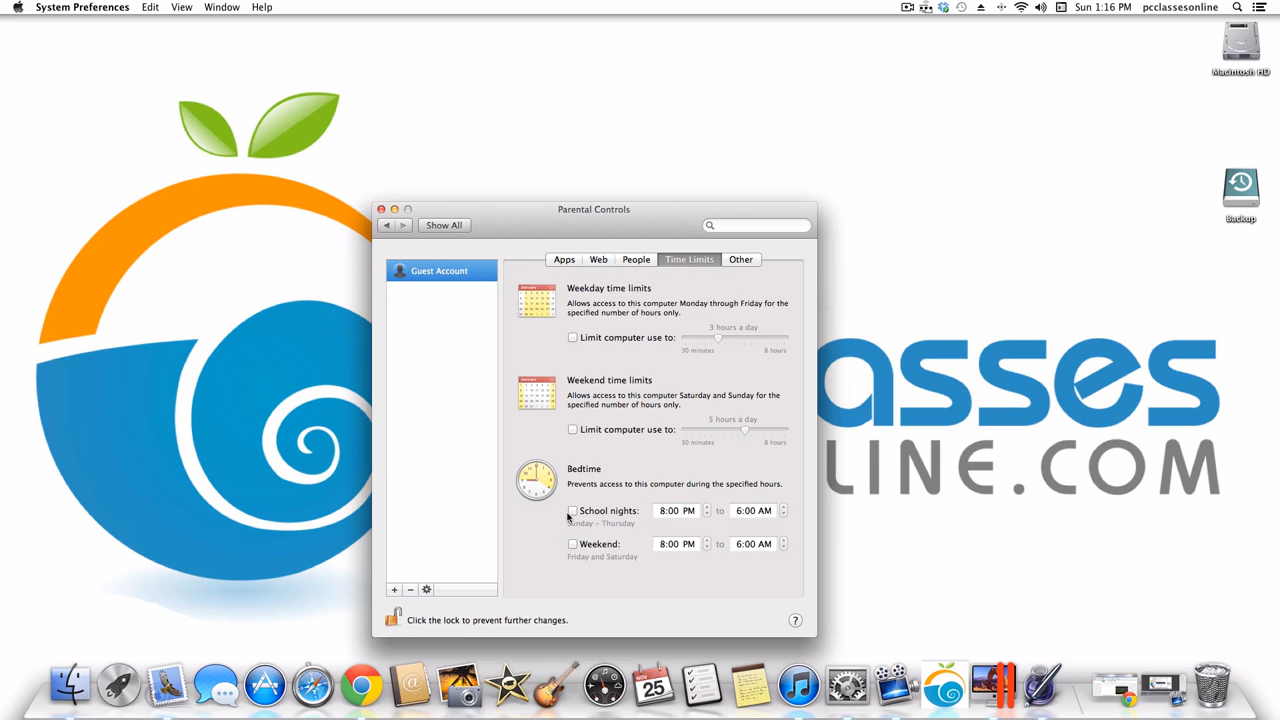 System Preferences Edit View Window Help
Sun 1:16 PM pcclassesonline
Macintosh HD
Backup
Parental Controls
Show All
Guest Account
Apps Web People Time Limits Other
Weekday time limits
Allows access to this computer Monday through Friday for the
specified number of hours only.
3 hours a day
Limit computer use to:
30 minutes 8 hours
Weekend time limits
Allows access to this computer Saturday and Sunday for the
specified number of hours only.
5 hours a day
Limit computer use to:
30 minutes 8 hours
Bedtime
Prevents access to this computer during the specified hours.
School nights: 8:00 PM to 6:00 AM
Sunday – Thursday
Weekend: 8:00 PM to 6:00 AM
Friday and Saturday
+ −
Click the lock to prevent further changes.
?
asses
LINE.COM
25